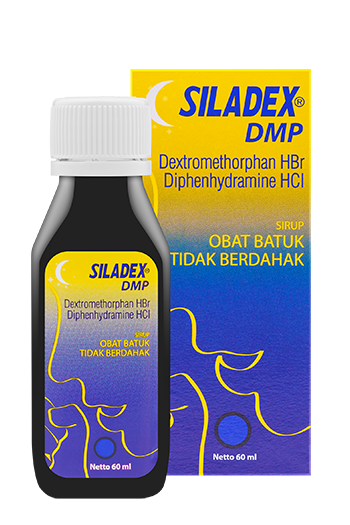 SILADEX®
DMP
Dextromethorphan HBr
Diphenhydramine HCl
SIRUP
OBAT BATUK
TIDAK BERDAHAK
Netto 60 ml
SILADEX®
DMP
Dextromethorphan HBr
Diphenhydramine HCl
SIRUP
OBAT BATUK
TIDAK BERDAHAK
Netto 60 ml